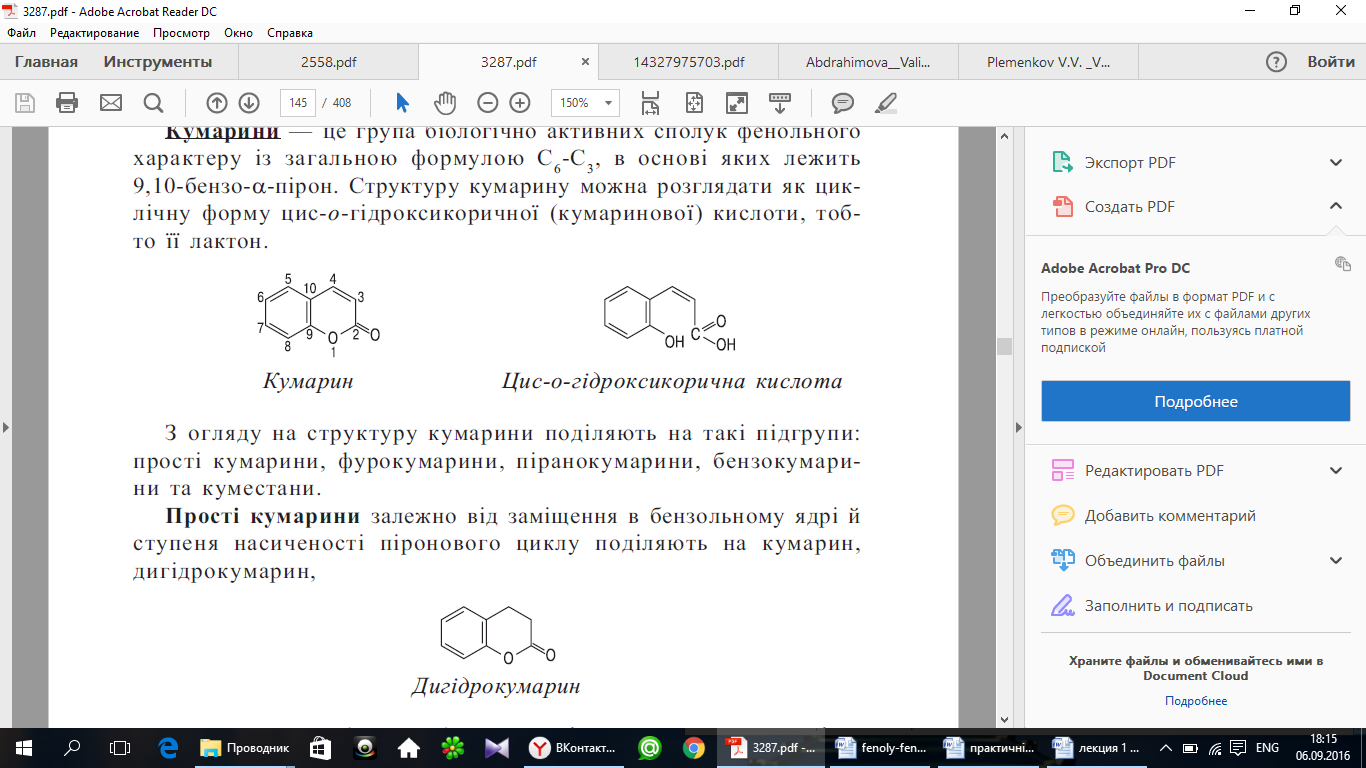 3287.pdf - Adobe Acrobat Reader DC
Файл Редактирование Просмотр Окно Справка
Главная Инструменты 2558.pdf 3287.pdf × 14327975703.pdf Abdrahimova__Vali... Plemenkov V.V. _V... ? Войти
145 / 408 150%
Кумарини — це група біологічно активних сполук фенольного
характеру із загальною формулою C6-C3, в основі яких лежить
9,10-бензо-α-пірон. Структуру кумарину можна розглядати як цик-
лічну форму цис-о-гідроксикоричної (кумаринової) кислоти, тоб-
то її лактон.
5 4
6 10 3
7 9 O 2 O
8 1
O
OH C OH
Кумарин Цис-о-гідроксикорична кислота
З огляду на структуру кумарини поділяють на такі підгрупи:
прості кумарини, фурокумарини, піранокумарини, бензокумари-
ни та куместани.
Прості кумарини залежно від заміщення в бензольному ядрі й
ступеня насиченості піронового циклу поділяють на кумарин,
дигідрокумарин,
O O
Дигідрокумарин
Экспорт PDF
Создать PDF
Adobe Acrobat Pro DC
Преобразуйте файлы в формат PDF и с
легкостью объединяйте их с файлами других
типов в режиме онлайн, пользуясь платной
подпиской
Подробнее
Редактировать PDF
Добавить комментарий
Объединить файлы
Заполнить и подписать
Храните файлы и обменивайтесь ими в
Document Cloud
Подробнее
Проводник ВКонтакт... 3287.pdf -... fenoly-fen... практичні... лекция 1 ... ENG 18:15
06.09.2016